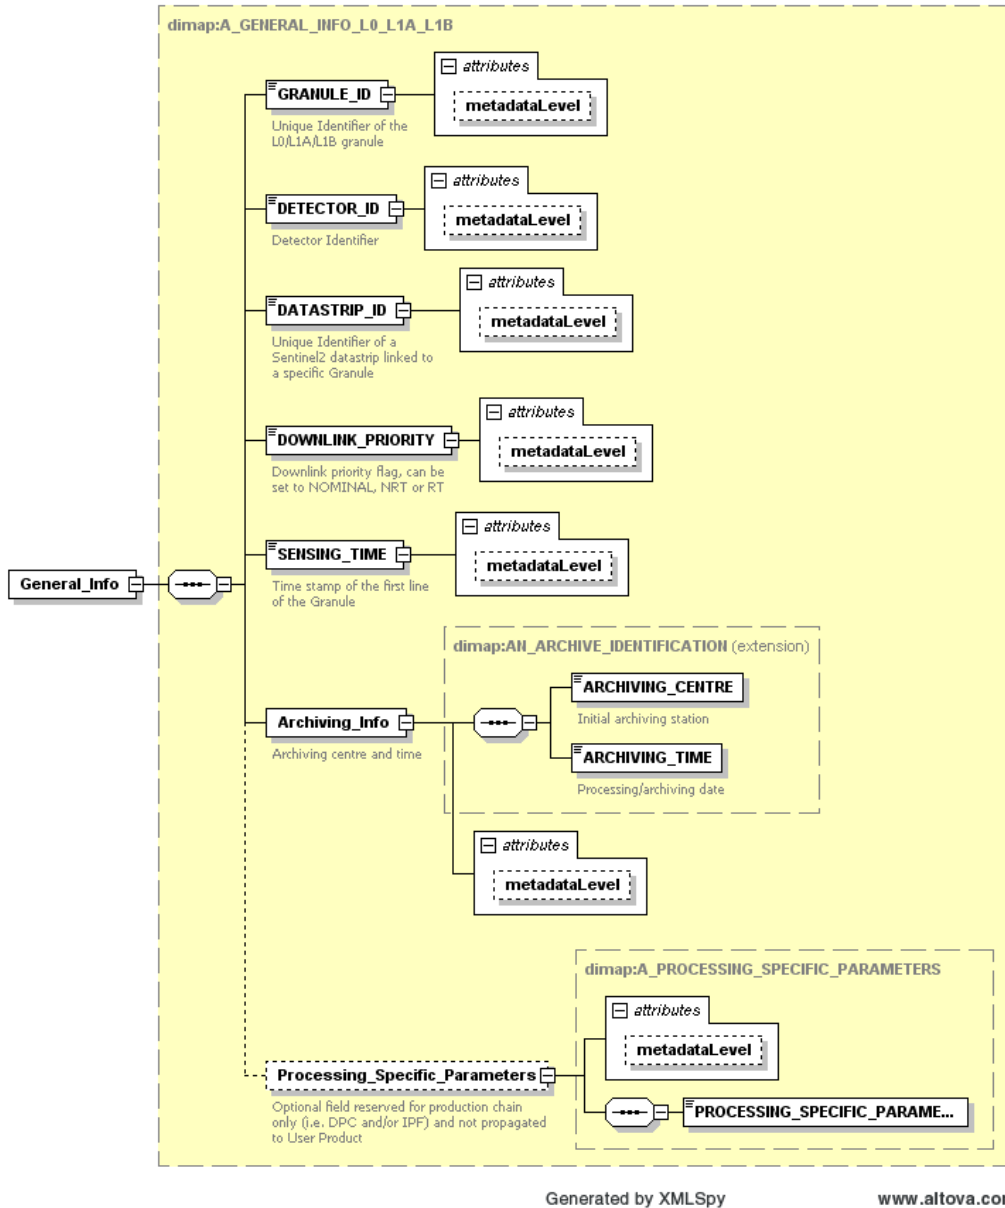 dimap:A_GENERAL_INFO_L0_L1A_L1B
attributes
GRANULE_ID
metadataLevel
Unique Identifier of the
L0/L1A/L1B granule
attributes
DETECTOR_ID
metadataLevel
Detector Identifier
attributes
DATASTRIP_ID
metadataLevel
Unique Identifier of a
Sentinel2 datastrip linked to
a specific Granule
attributes
DOWNLINK_PRIORITY
metadataLevel
Downlink priority flag, can be
set to NOMINAL, NRT or RT
attributes
SENSING_TIME
metadataLevel
Time stamp of the first line
of the Granule
General_Info
dimap:AN_ARCHIVE_IDENTIFICATION (extension)
ARCHIVING_CENTRE
Initial archiving station
Archiving_Info
Archiving centre and time
ARCHIVING_TIME
Processing/archiving date
attributes
metadataLevel
dimap:A_PROCESSING_SPECIFIC_PARAMETERS
attributes
metadataLevel
Processing_Specific_Parameters
Optional field reserved for production chain
only (i.e. DPC and/or IPF) and not propagated
to User Product
PROCESSING_SPECIFIC_PARAME...
Generated by XMLSpy
www.altova.com